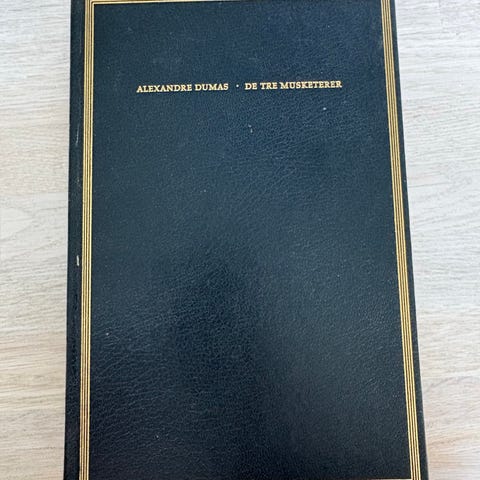 ALEXANDRE DUMAS · DE TRE MUSKETERER